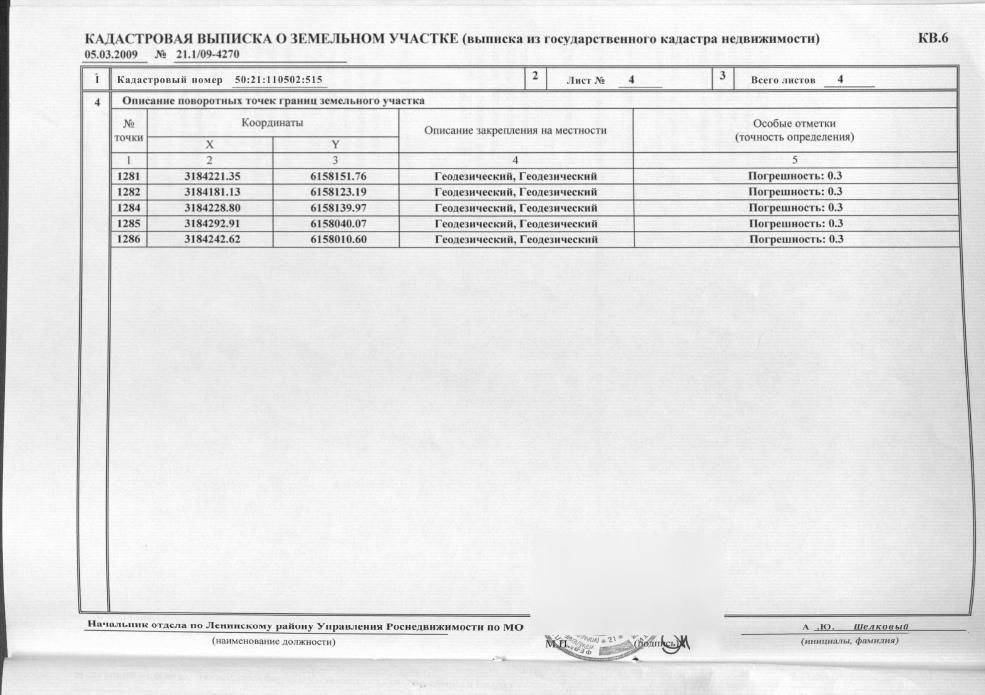 КАДАСТРОВАЯ ВЫПИСКА О ЗЕМЕЛЬНОМ УЧАСТКЕ (выписка из государственного кадастра недвижимости) КВ.6
05.03.2009 № 21.1/09-4270
1 Кадастровый номер 50:21:110502:515 2 Лист № 4 3 Всего листов 4
4 Описание поворотных точек границ земельного участка
№ точки Координаты Описание закрепления на местности Особые отметки (точность определения)
X Y
1 2 3 4 5
1281 3184221.35 6158151.76 Геодезический, Геодезический Погрешность: 0.3
1282 3184181.13 6158123.19 Геодезический, Геодезический Погрешность: 0.3
1284 3184228.80 6158139.97 Геодезический, Геодезический Погрешность: 0.3
1285 3184292.91 6158040.07 Геодезический, Геодезический Погрешность: 0.3
1286 3184242.62 6158010.60 Геодезический, Геодезический Погрешность: 0.3
Начальник отдела по Ленинскому району Управления Роснедвижимости по МО А .Ю. Шелковый
(наименование должности) М.П. (подпись) (инициалы, фамилия)